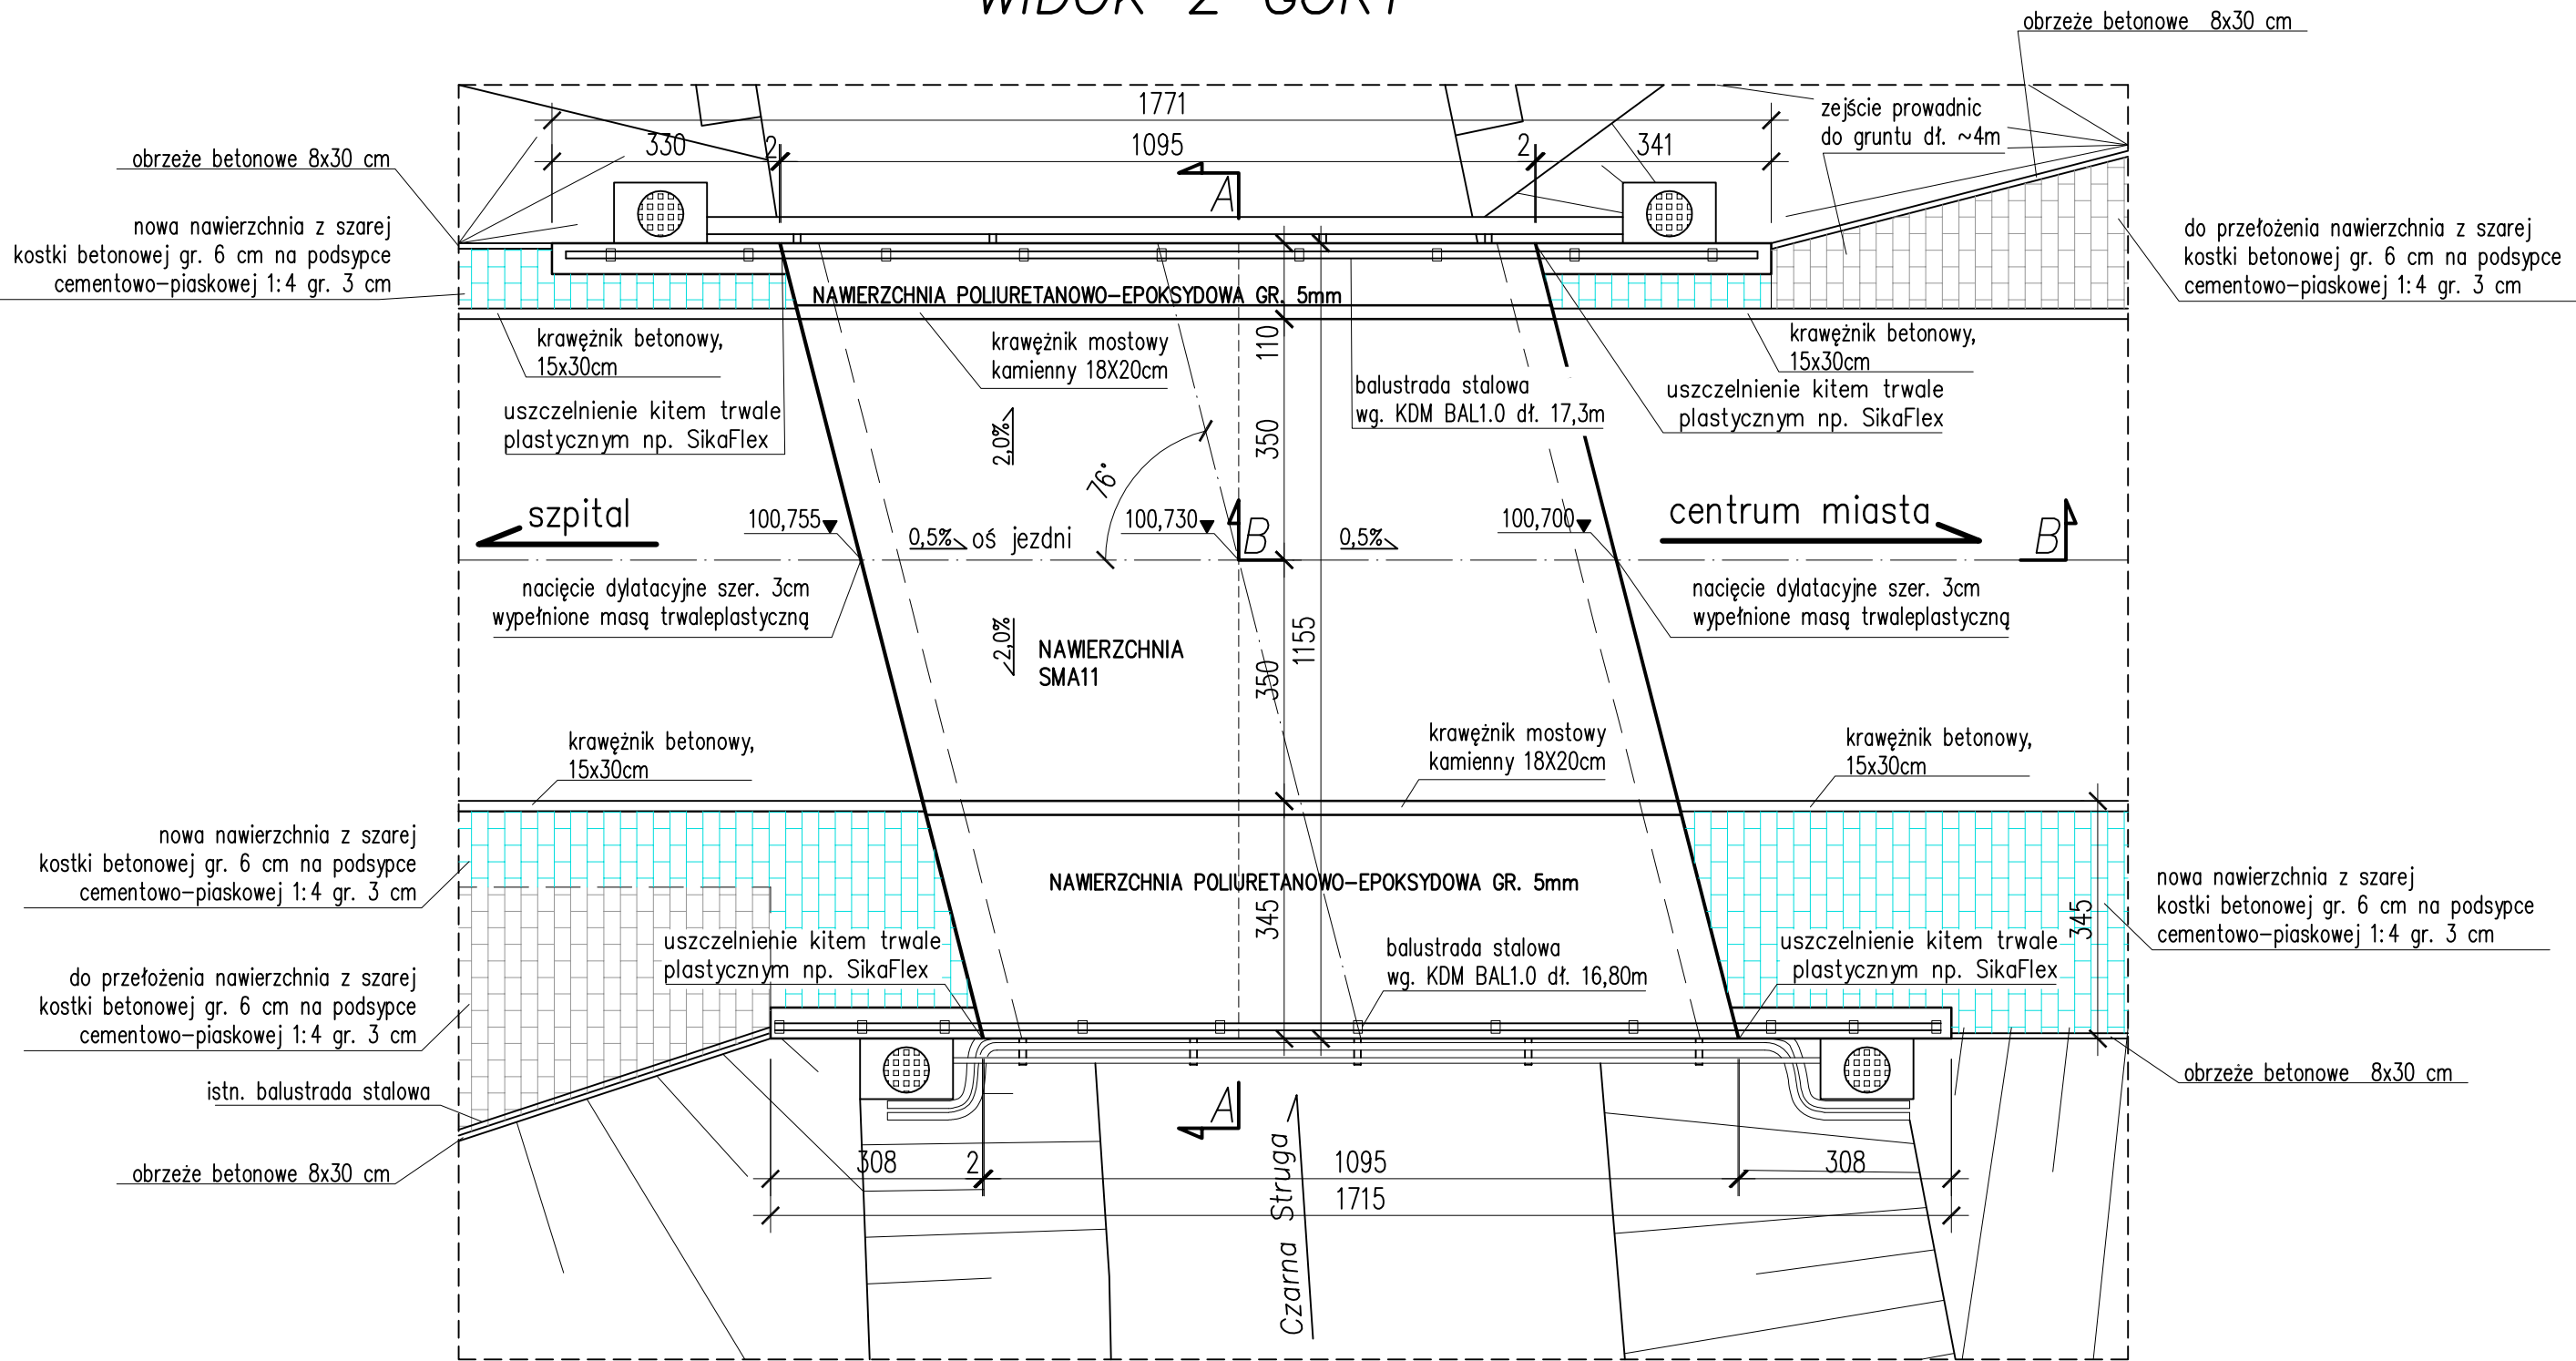 WIDOK Z GÓRY
obrzeże betonowe 8x30 cm
1771
zejście prowadnic
do gruntu dł. ~4m
330
2
1095
2
341
obrzeże betonowe 8x30 cm
A
nowa nawierzchnia z szarej
kostki betonowej gr. 6 cm na podsypce
cementowo-piaskowej 1:4 gr. 3 cm
do przełożenia nawierzchnia z szarej
kostki betonowej gr. 6 cm na podsypce
cementowo-piaskowej 1:4 gr. 3 cm
NAWIERZCHNIA POLIURETANOWO-EPOKSYDOWA GR. 5mm
krawężnik betonowy,
15x30cm
krawężnik mostowy
kamienny 18X20cm
110
krawężnik betonowy,
15x30cm
balustrada stalowa
wg. KDM BAL1.0 dł. 17,3m
uszczelnienie kitem trwale
plastycznym np. SikaFlex
uszczelnienie kitem trwale
plastycznym np. SikaFlex
2,0%
350
76°
szpital
100,755
0,5%
oś jezdni
100,730
B
0,5%
100,700
centrum miasta
B
nacięcie dylatacyjne szer. 3cm
wypełnione masą trwaleplastyczną
nacięcie dylatacyjne szer. 3cm
wypełnione masą trwaleplastyczną
2,0%
NAWIERZCHNIA
SMA11
350
1155
krawężnik betonowy,
15x30cm
krawężnik mostowy
kamienny 18X20cm
krawężnik betonowy,
15x30cm
nowa nawierzchnia z szarej
kostki betonowej gr. 6 cm na podsypce
cementowo-piaskowej 1:4 gr. 3 cm
NAWIERZCHNIA POLIURETANOWO-EPOKSYDOWA GR. 5mm
nowa nawierzchnia z szarej
kostki betonowej gr. 6 cm na podsypce
cementowo-piaskowej 1:4 gr. 3 cm
345
345
uszczelnienie kitem trwale
plastycznym np. SikaFlex
balustrada stalowa
wg. KDM BAL1.0 dł. 16,80m
uszczelnienie kitem trwale
plastycznym np. SikaFlex
do przełożenia nawierzchnia z szarej
kostki betonowej gr. 6 cm na podsypce
cementowo-piaskowej 1:4 gr. 3 cm
istn. balustrada stalowa
obrzeże betonowe 8x30 cm
A
obrzeże betonowe 8x30 cm
308
2
1095
308
1715
Czarna Struga